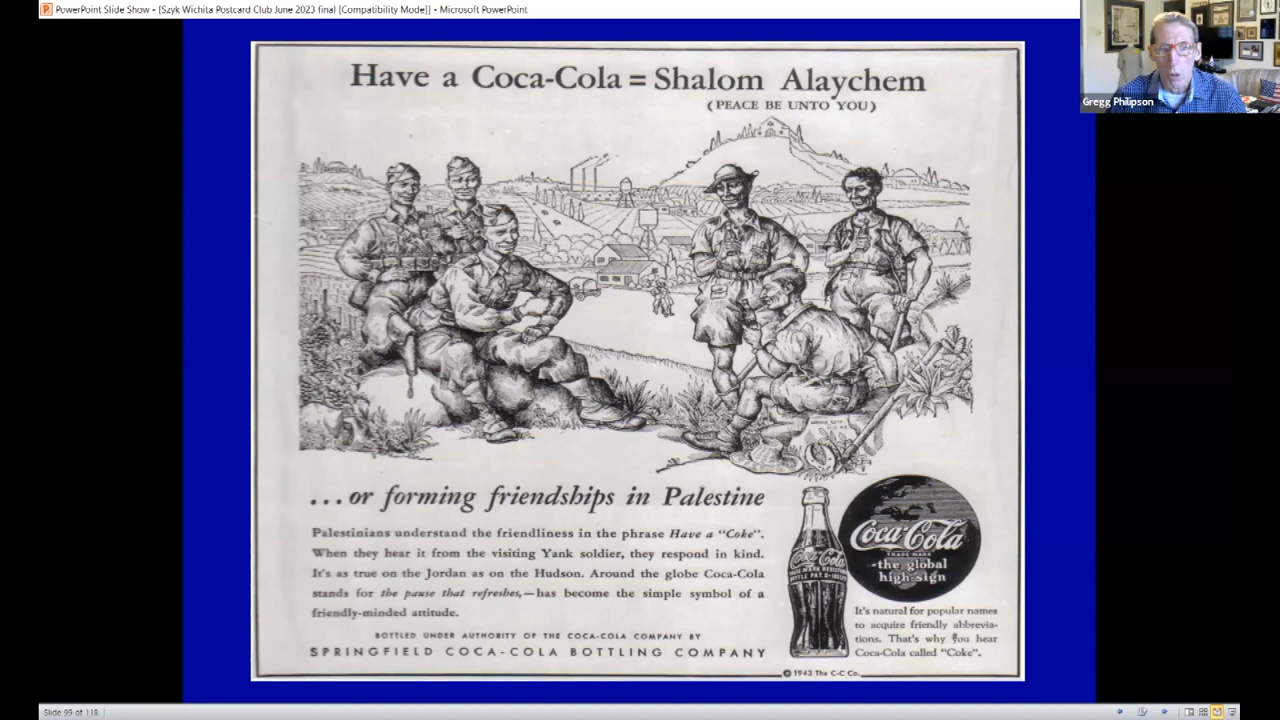 PowerPoint Slide Show - [Szyk Wichita Postcard Club June 2023 final [Compatibility Mode]] - Microsoft PowerPoint
Gregg Philipson
Have a Coca-Cola = Shalom Alaychem
(PEACE BE UNTO YOU)
...or forming friendships in Palestine
Palestinians understand the friendliness in the phrase Have a "Coke".
When they hear it from the visiting Yank soldier, they respond in kind.
It's as true on the Jordan as on the Hudson. Around the globe Coca-Cola
stands for the pause that refreshes,—has become the simple symbol of a
friendly-minded attitude.
BOTTLED UNDER AUTHORITY OF THE COCA-COLA COMPANY BY
SPRINGFIELD COCA-COLA BOTTLING COMPANY
Coca-Cola
TRADE-MARK
Coca-Cola
TRADE-MARK
-the global
high-sign
It's natural for popular names
to acquire friendly abbrevia-
tions. That's why you hear
Coca-Cola called "Coke".
© 1943 The C-C Co.
Slide 99 of 118